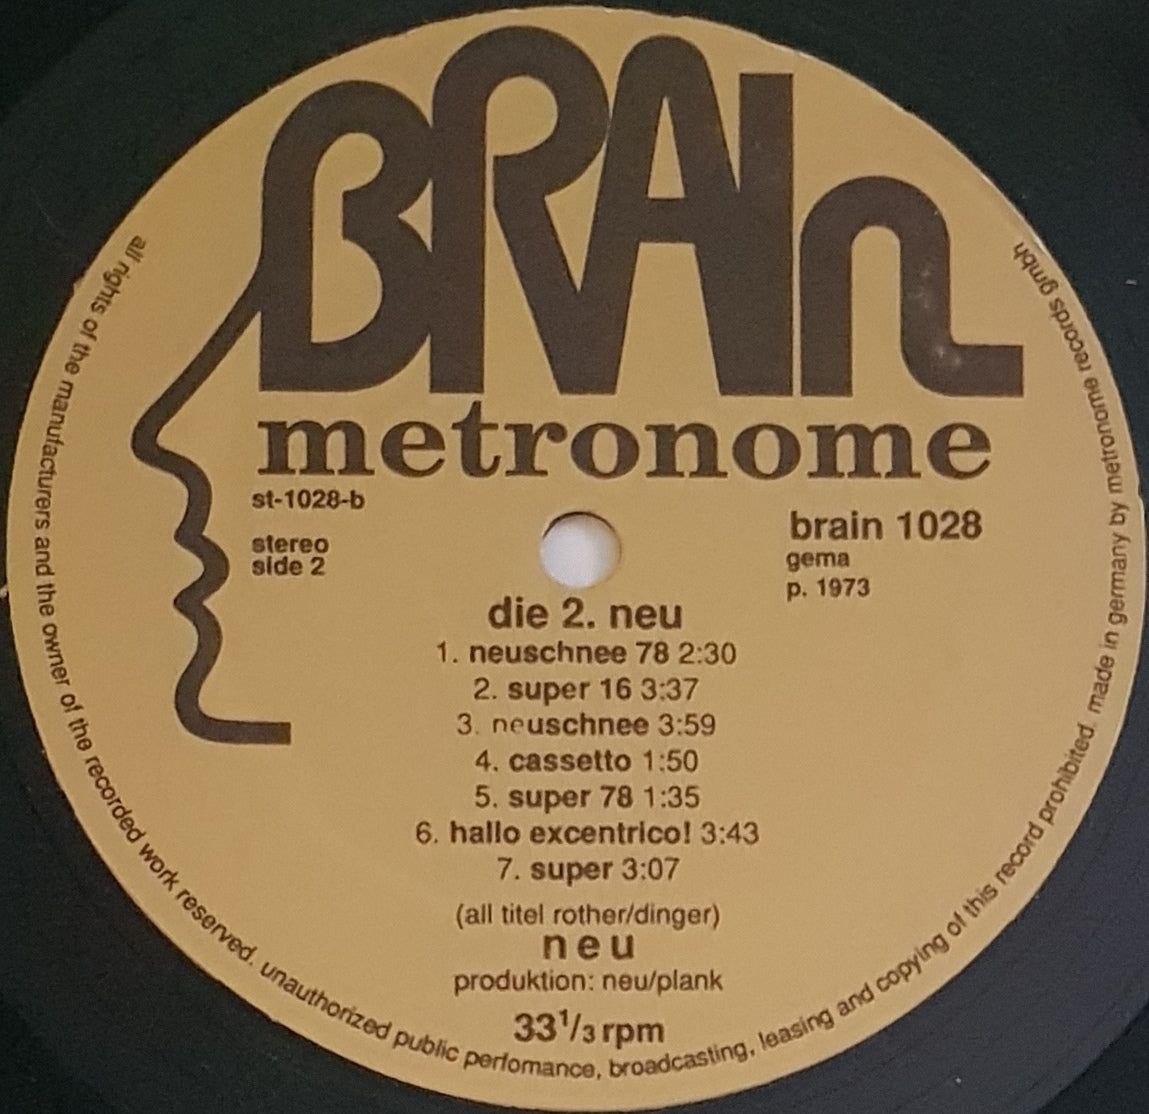 BRAIn
metronome
st-1028-b
stereo
side 2
brain 1028
gema
p. 1973
die 2. neu
1. neuschnee 78 2:30
2. super 16 3:37
3. neuschnee 3:59
4. cassetto 1:50
5. super 78 1:35
6. hallo excentrico! 3:43
7. super 3:07
(all titel rother/dinger)
neu
produktion: neu/plank
33 1/3 rpm
all rights of the manufacturers and the owner of the recorded work reserved. unauthorized public perfomance, broadcasting, leasing and copying of this record prohibited. made in germany by metronome records gmbh